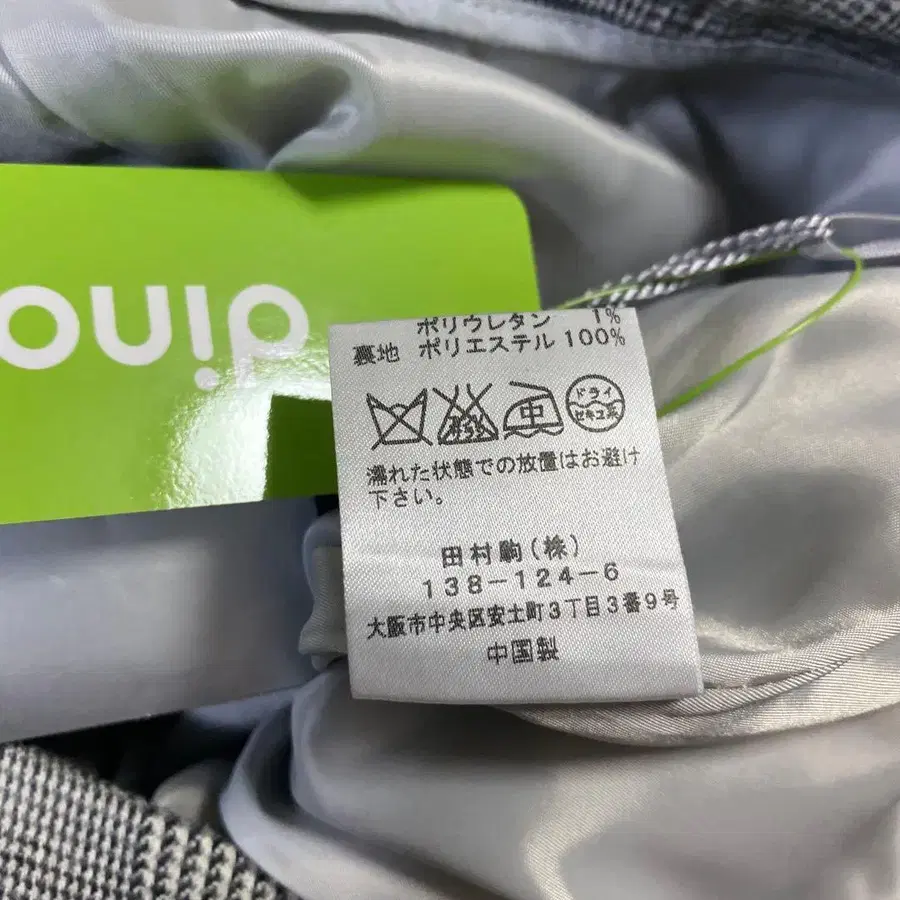 dino
ポリウレタン 1%
裏地 ポリエステル 100%
中
ドライ
セキユ系
濡れた状態での放置はお避け
下さい。
田村駒(株)
138-124-6
大阪市中央区安土町3丁目3番9号
中国製